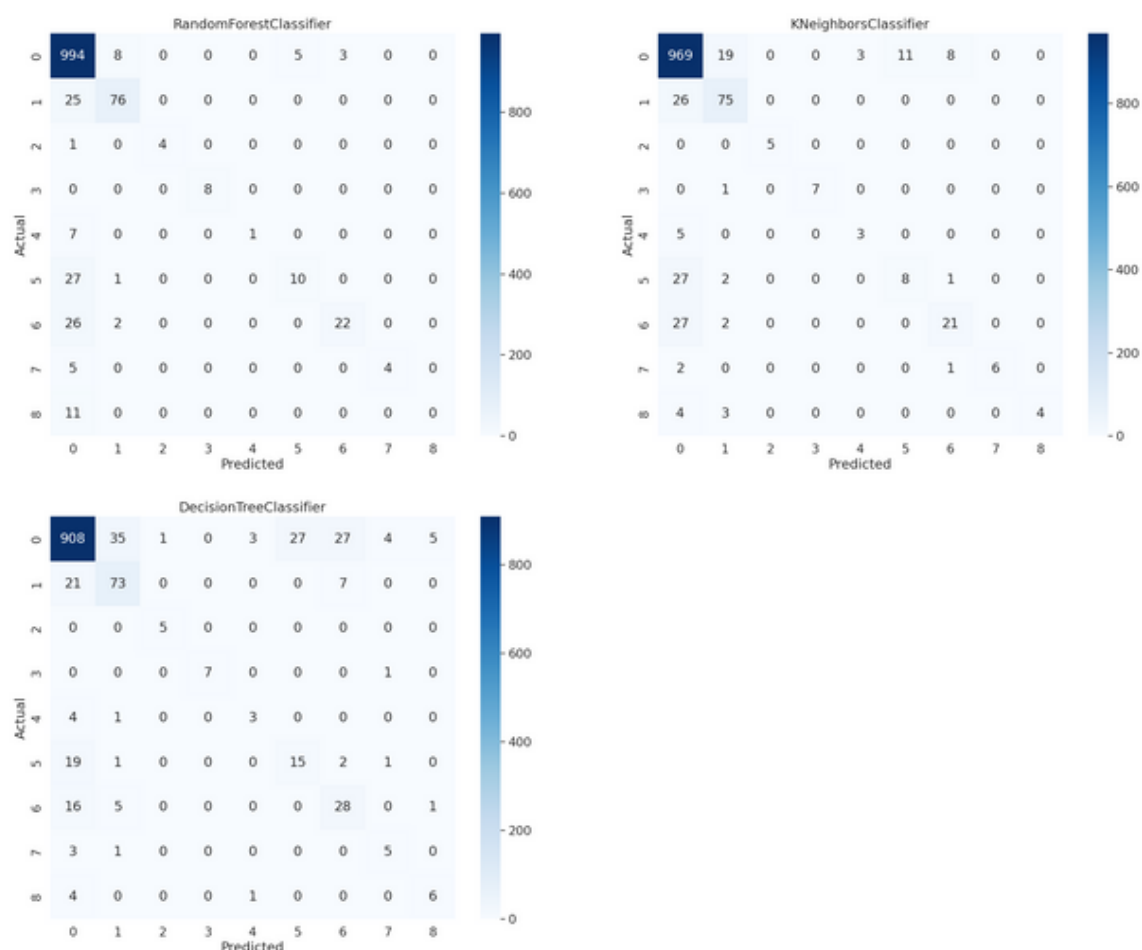 RandomForestClassifier
0 994 8 0 0 0 5 3 0 0
1 25 76 0 0 0 0 0 0 0
2 1 0 4 0 0 0 0 0 0
3 0 0 0 8 0 0 0 0 0
4 7 0 0 0 1 0 0 0 0
5 27 1 0 0 0 10 0 0 0
6 26 2 0 0 0 0 22 0 0
7 5 0 0 0 0 0 0 4 0
8 11 0 0 0 0 0 0 0 0
0 1 2 3 4 5 6 7 8
Actual
Predicted
800
600
400
200
0
KNeighborsClassifier
0 969 19 0 0 3 11 8 0 0
1 26 75 0 0 0 0 0 0 0
2 0 0 5 0 0 0 0 0 0
3 0 1 0 7 0 0 0 0 0
4 5 0 0 0 3 0 0 0 0
5 27 2 0 0 0 8 1 0 0
6 27 2 0 0 0 0 21 0 0
7 2 0 0 0 0 0 1 6 0
8 4 3 0 0 0 0 0 0 4
0 1 2 3 4 5 6 7 8
Actual
Predicted
800
600
400
200
0
DecisionTreeClassifier
0 908 35 1 0 3 27 27 4 5
1 21 73 0 0 0 0 7 0 0
2 0 0 5 0 0 0 0 0 0
3 0 0 0 7 0 0 0 1 0
4 4 1 0 0 3 0 0 0 0
5 19 1 0 0 0 15 2 1 0
6 16 5 0 0 0 0 28 0 1
7 3 1 0 0 0 0 0 5 0
8 4 0 0 0 1 0 0 0 6
0 1 2 3 4 5 6 7 8
Actual
Predicted
800
600
400
200
0